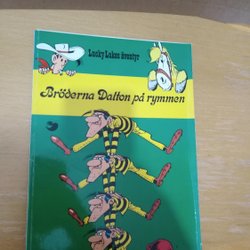 Lucky Lukes äventyr
Bröderna Dalton på rymmen